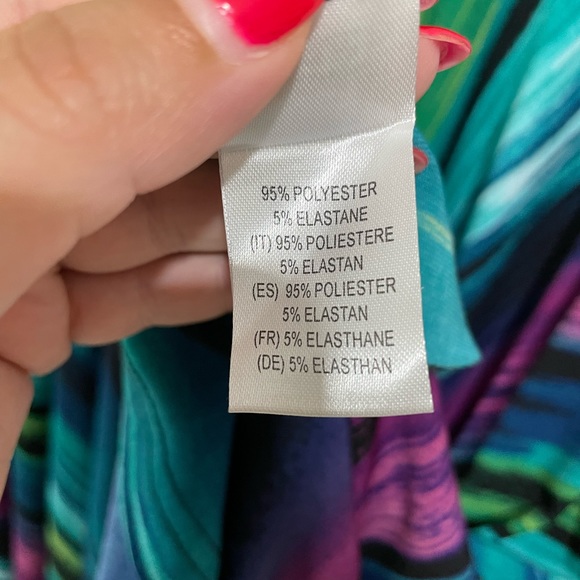 95% POLYESTER
5% ELASTANE
(IT) 95% POLIESTERE
5% ELASTAN
(ES) 95% POLIESTER
5% ELASTAN
(FR) 5% ELASTHANE
(DE) 5% ELASTHAN